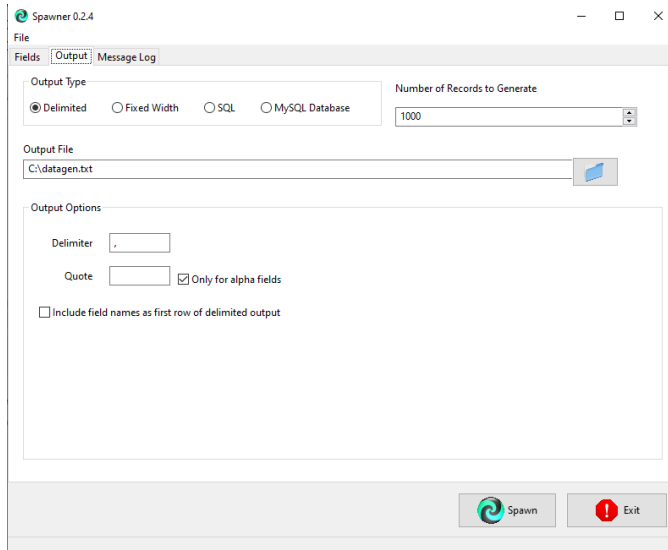 Spawner 0.2.4
File
Fields Output Message Log
Output Type
Delimited Fixed Width SQL MySQL Database
Number of Records to Generate
1000
Output File
C:\datagen.txt
Output Options
Delimiter ,
Quote Only for alpha fields
Include field names as first row of delimited output
Spawn Exit